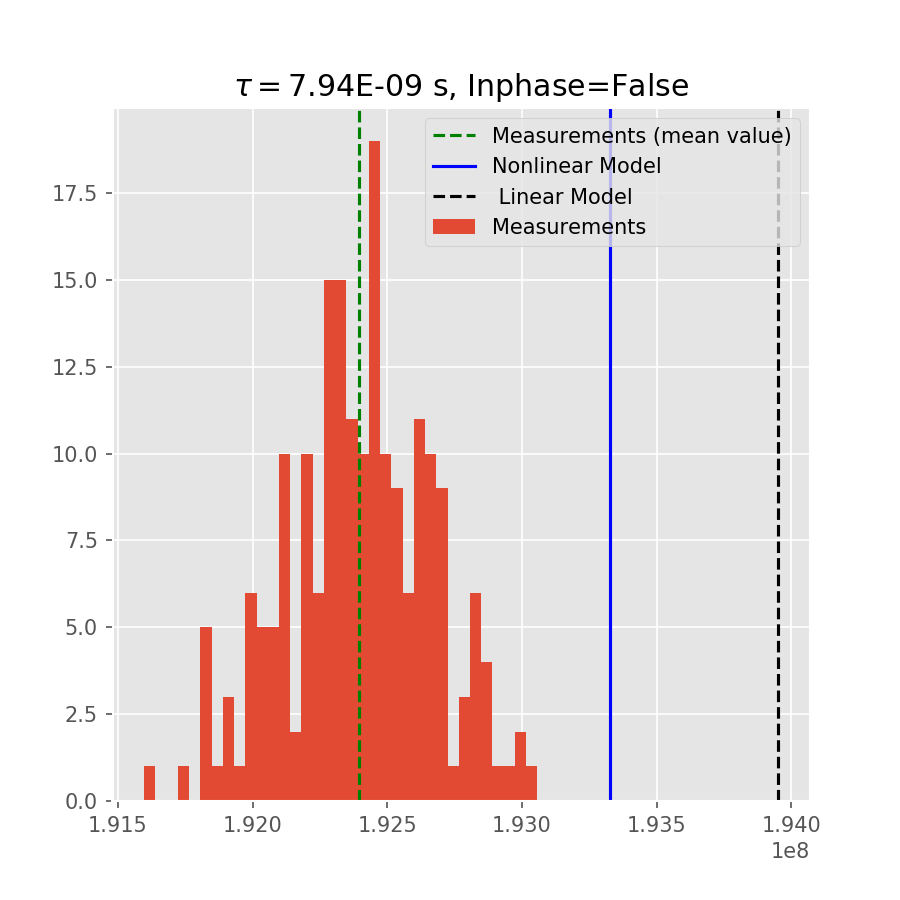 τ = 7.94E-09 s, Inphase=False
Measurements (mean value)
Nonlinear Model
Linear Model
Measurements
17.5
15.0
12.5
10.0
7.5
5.0
2.5
0.0
1.915 1.920 1.925 1.930 1.935 1.940
1e8